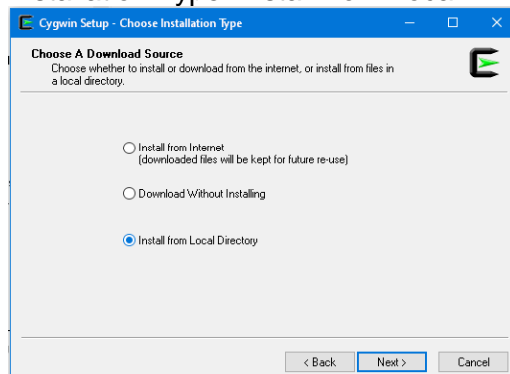 Cygwin Setup - Choose Installation Type
Choose A Download Source
Choose whether to install or download from the internet, or install from files in
a local directory.
Install from Internet
(downloaded files will be kept for future re-use)
Download Without Installing
Install from Local Directory
< Back
Next >
Cancel